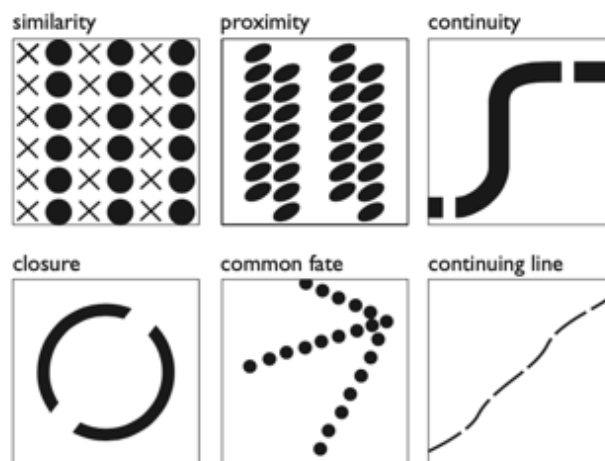 similarity
proximity
continuity
closure
common fate
continuing line